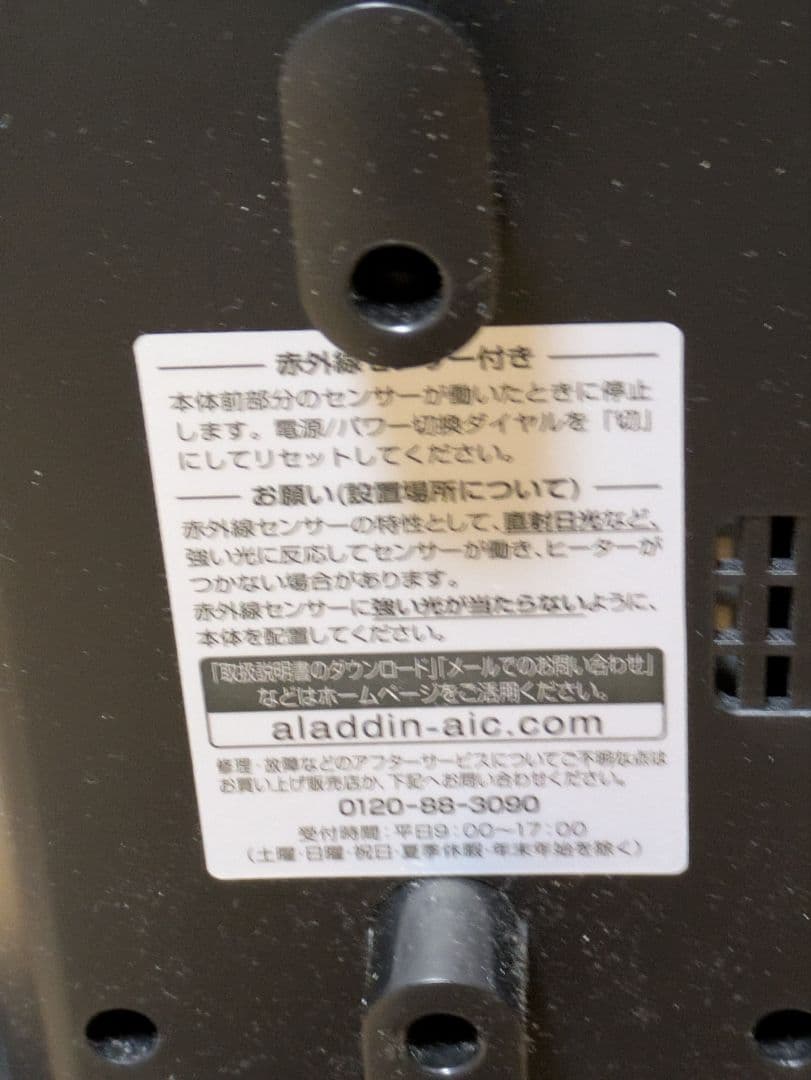 赤外線センサー付き
本体前部分のセンサーが働いたときに停止
します。電源/パワー切換ダイヤルを「切」
にしてリセットしてください。
お願い(設置場所について)
赤外線センサーの特性として、直射日光など、
強い光に反応してセンサーが働き、ヒーターが
つかない場合があります。
赤外線センサーに強い光が当たらないように、
本体を配置してください。
「取扱説明書のダウンロード」「メールでのお問い合わせ」
などはホームページをご活用ください。
aladdin-aic.com
修理・故障などのアフターサービスについてご不明な点は
お買い上げ販売店か、下記へお問い合わせください。
0120-88-3090
受付時間:平日9:00〜17:00
(土曜・日曜・祝日・夏季休暇・年末年始を除く)